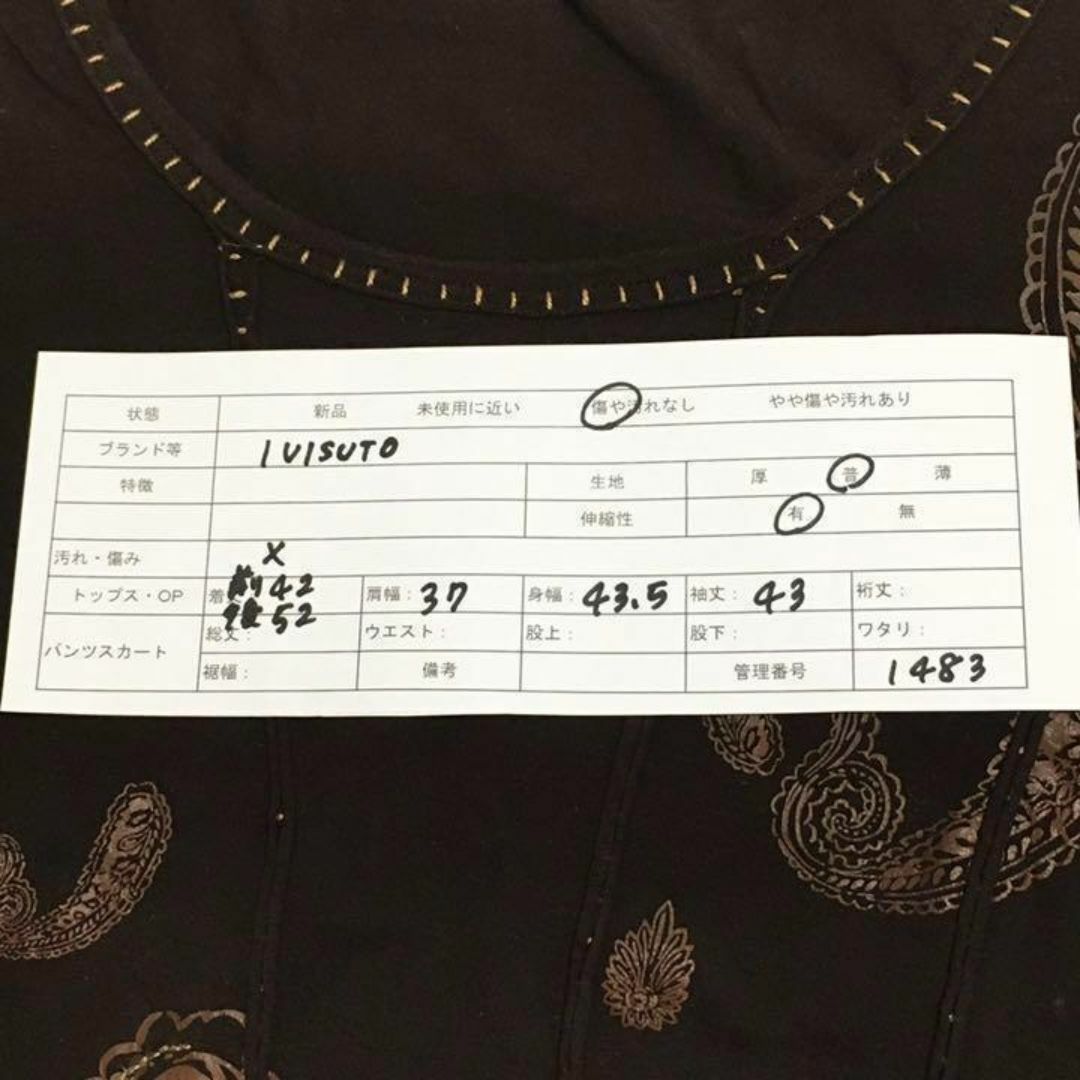 状態 新品 未使用に近い 傷や汚れなし やや傷や汚れあり
ブランド等 IVISUTO
特徴 生地 厚 普 薄
伸縮性 有 無
汚れ・傷み X
トップス・OP 着 前42 肩幅: 37 身幅: 43.5 袖丈: 43 裄丈:
後52
パンツスカート 総丈: ウエスト: 股上: 股下: ワタリ:
裾幅: 備考 管理番号 1483